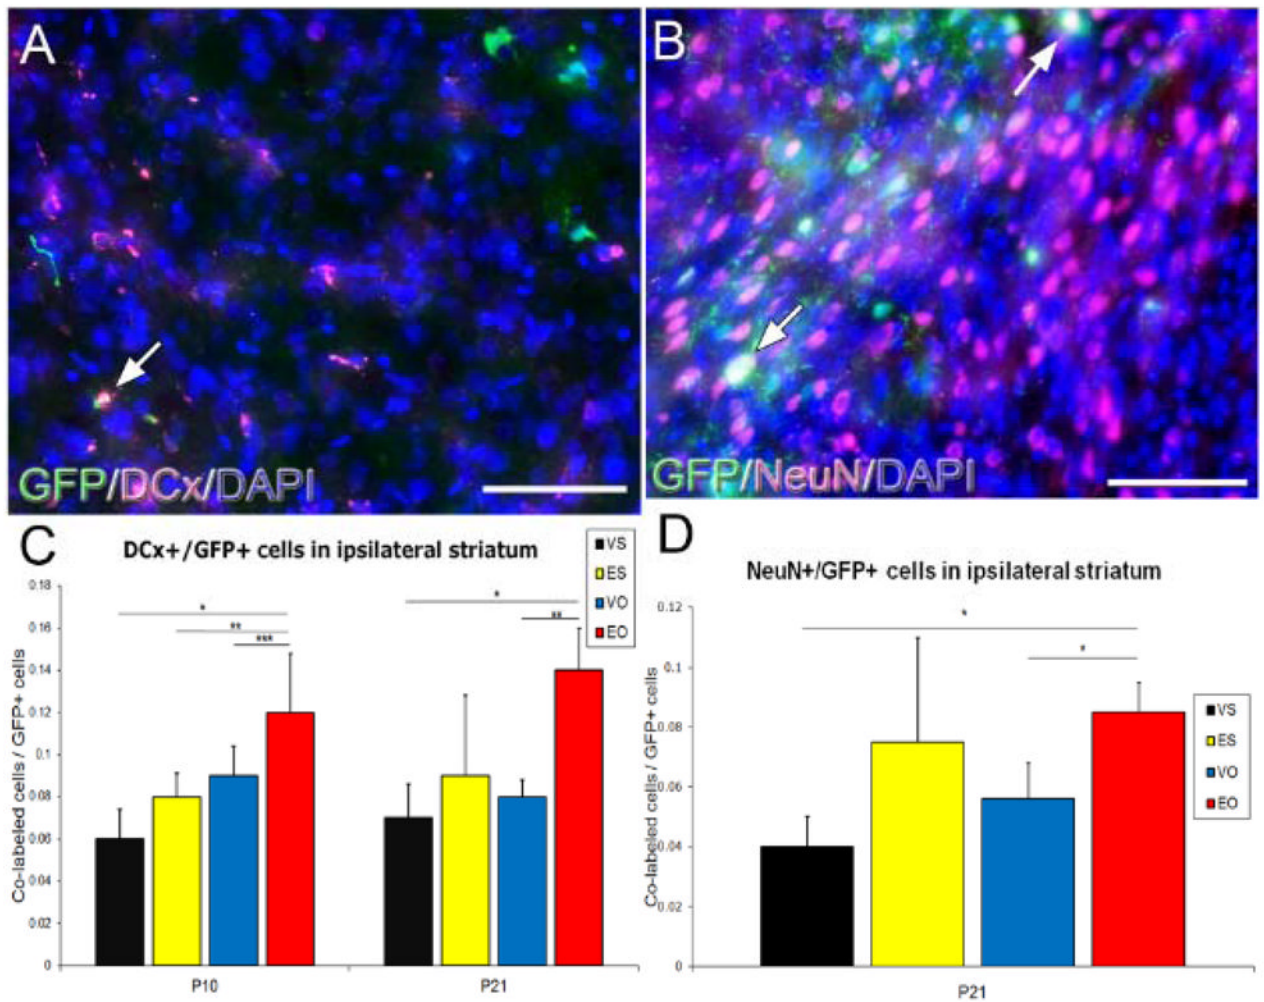 A
B
GFP/DCx/DAPI
GFP/NeuN/DAPI
C
DCx+/GFP+ cells in ipsilateral striatum
VS
ES
VO
EO
Co-labeled cells / GFP+ cells
0.18
0.16
0.14
0.12
0.1
0.08
0.06
0.04
0.02
0
*
**
***
*
**
P10
P21
D
NeuN+/GFP+ cells in ipsilateral striatum
Co-labeled cells / GFP+ cells
0.12
0.1
0.08
0.06
0.04
0.02
0
*
*
VS
ES
VO
EO
P21